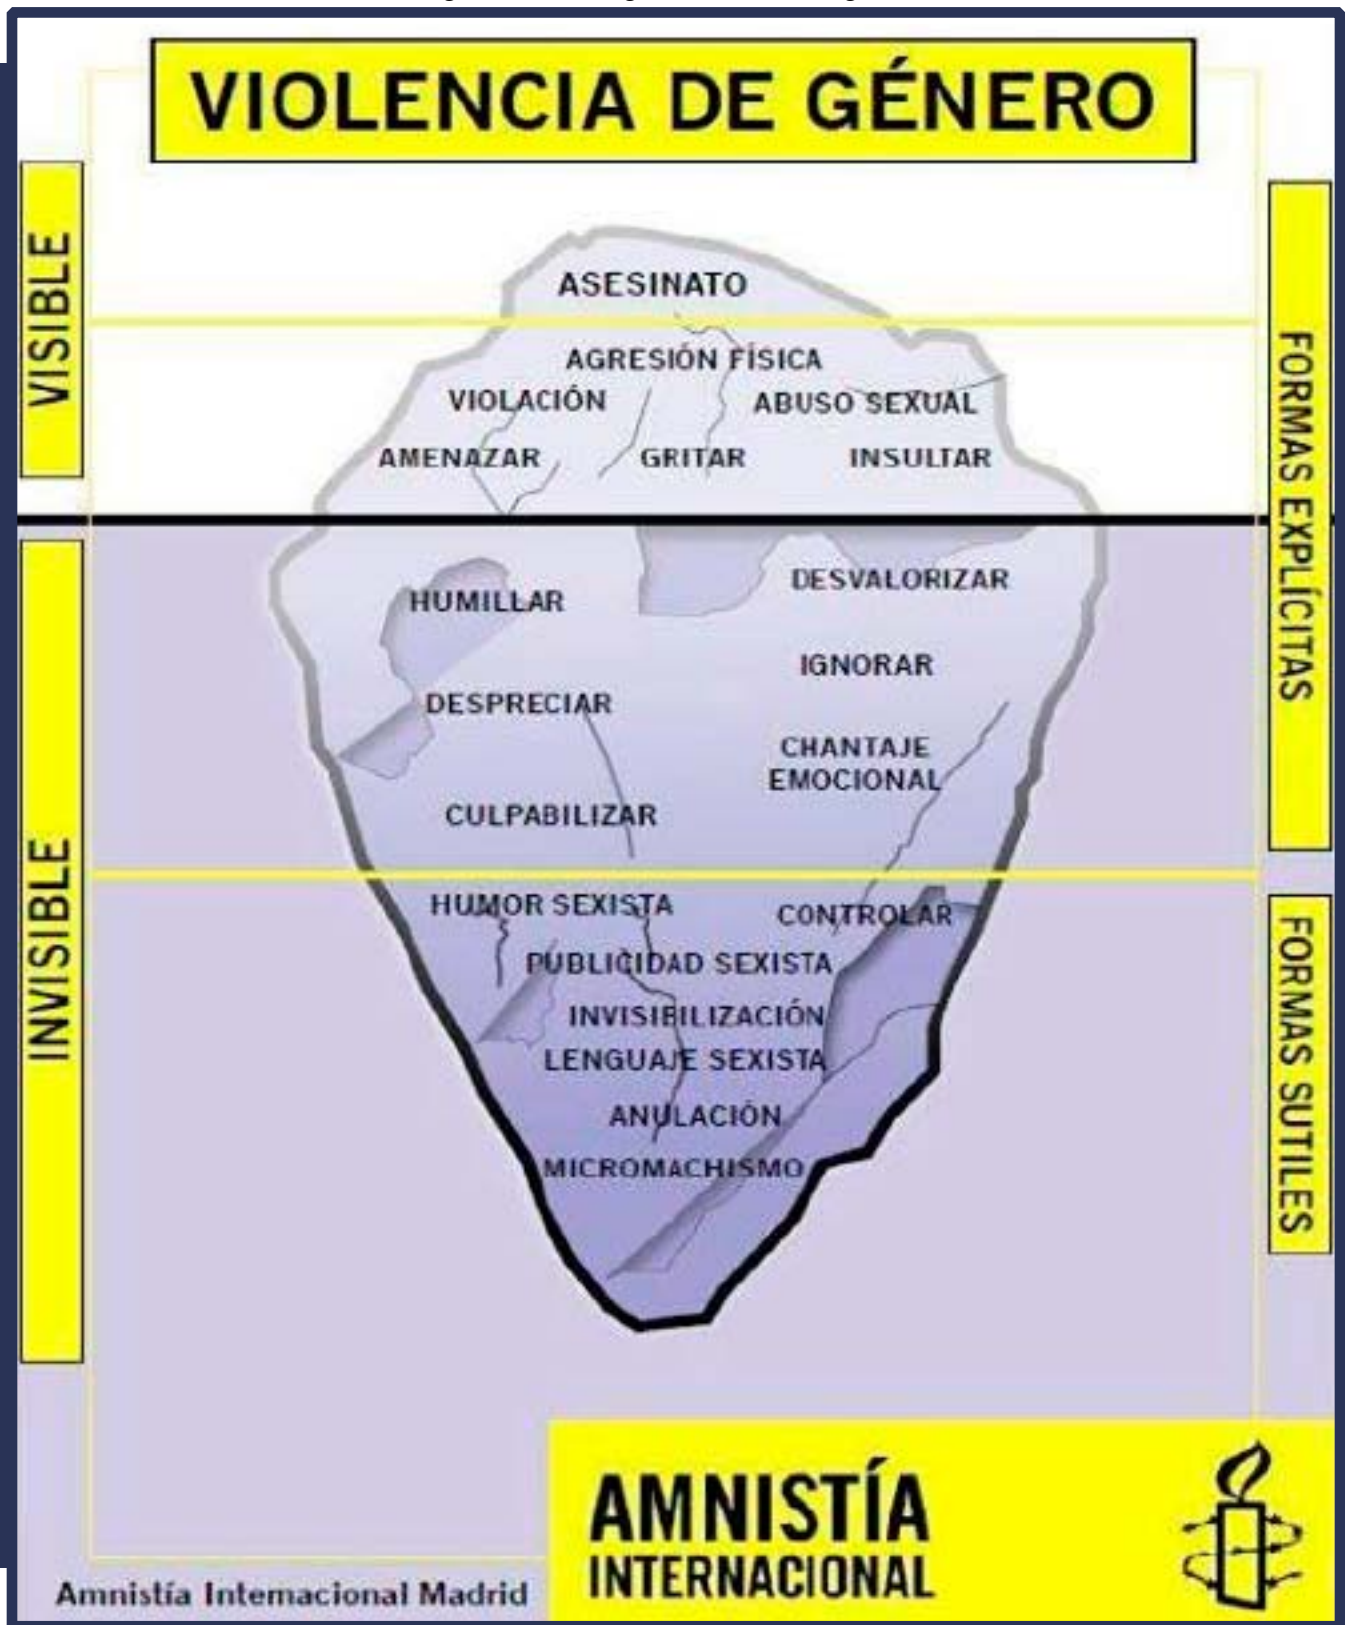 VIOLENCIA DE GÉNERO
VISIBLE
FORMAS EXPLÍCITAS
ASESINATO
AGRESIÓN FÍSICA
VIOLACIÓN
ABUSO SEXUAL
AMENAZAR
GRITAR
INSULTAR
INVISIBLE
HUMILLAR
DESVALORIZAR
IGNORAR
DESPRECIAR
CHANTAJE
EMOCIONAL
CULPABILIZAR
FORMAS SUTILES
HUMOR SEXISTA
CONTROLAR
PUBLICIDAD SEXISTA
INVISIBILIZACIÓN
LENGUAJE SEXISTA
ANULACIÓN
MICROMACHISMO
AMNISTÍA
INTERNACIONAL
Amnistía Internacional Madrid